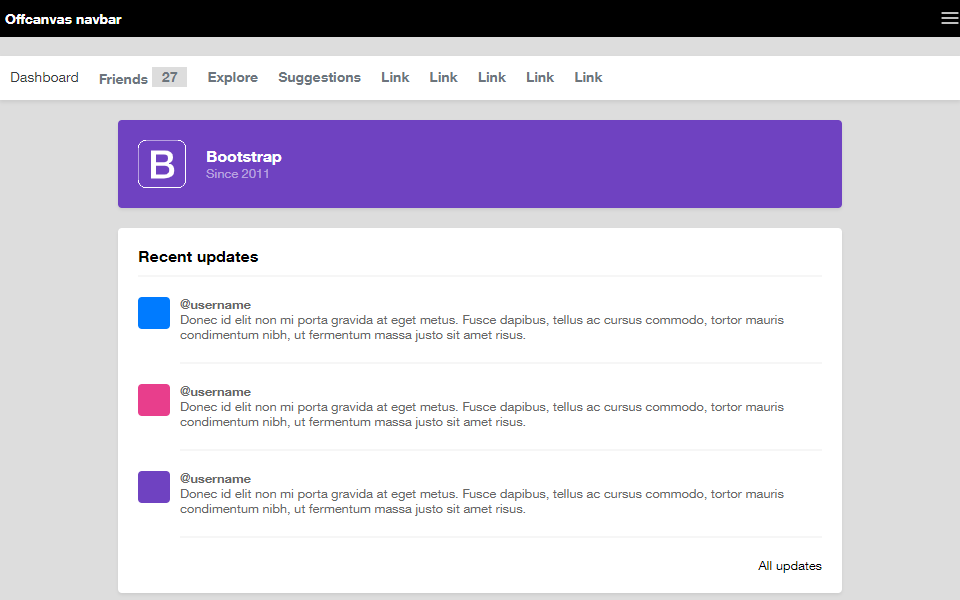 Offcanvas navbar
Dashboard Friends 27 Explore Suggestions Link Link Link Link Link
B
Bootstrap
Since 2011
Recent updates
@username
Donec id elit non mi porta gravida at eget metus. Fusce dapibus, tellus ac cursus commodo, tortor mauris
condimentum nibh, ut fermentum massa justo sit amet risus.
@username
Donec id elit non mi porta gravida at eget metus. Fusce dapibus, tellus ac cursus commodo, tortor mauris
condimentum nibh, ut fermentum massa justo sit amet risus.
@username
Donec id elit non mi porta gravida at eget metus. Fusce dapibus, tellus ac cursus commodo, tortor mauris
condimentum nibh, ut fermentum massa justo sit amet risus.
All updates